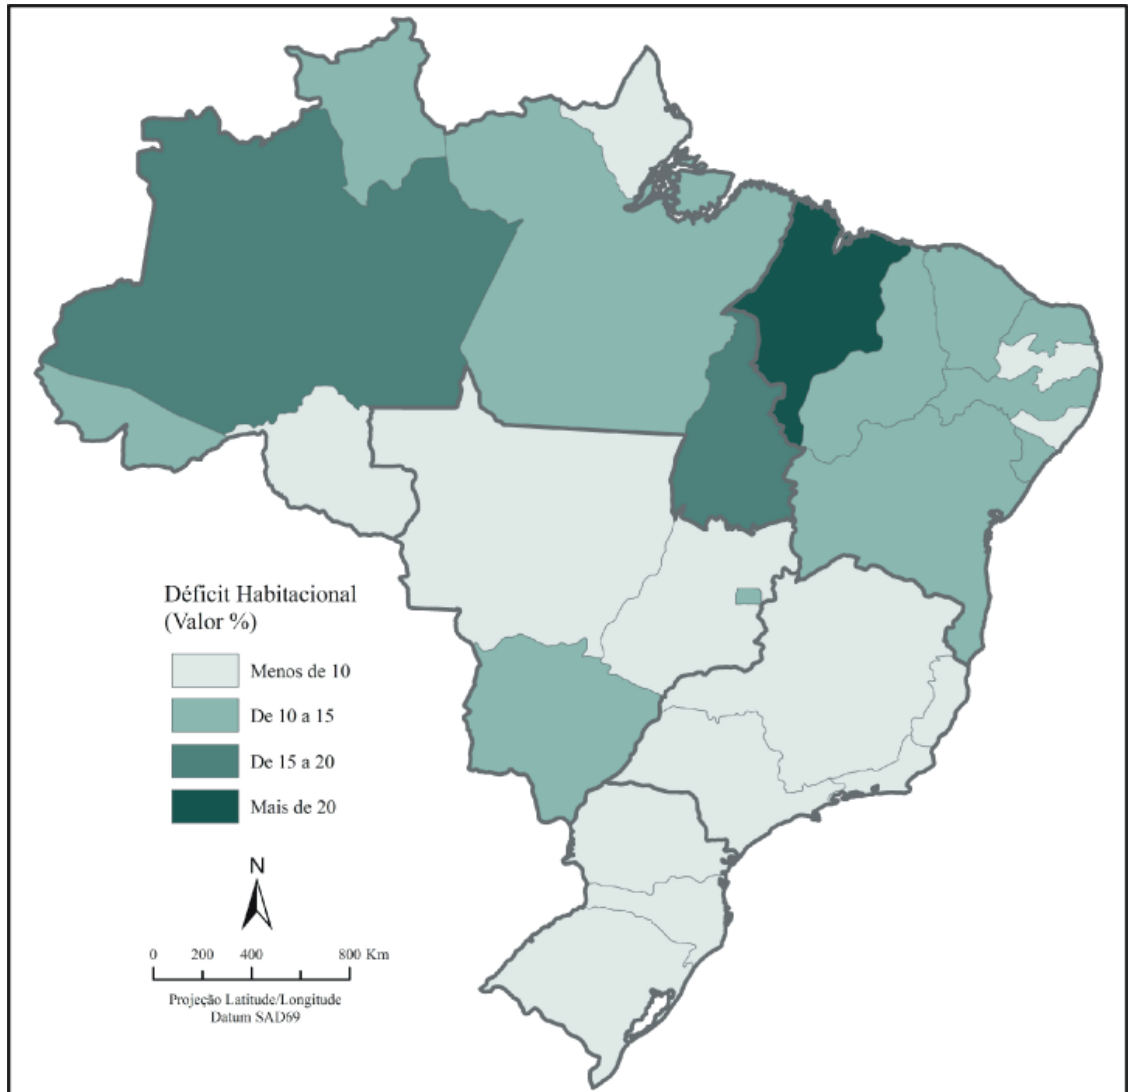 Déficit Habitacional
(Valor %)
Menos de 10
De 10 a 15
De 15 a 20
Mais de 20
N
0 200 400 800 Km
Projeção Latitude/Longitude
Datum SAD69